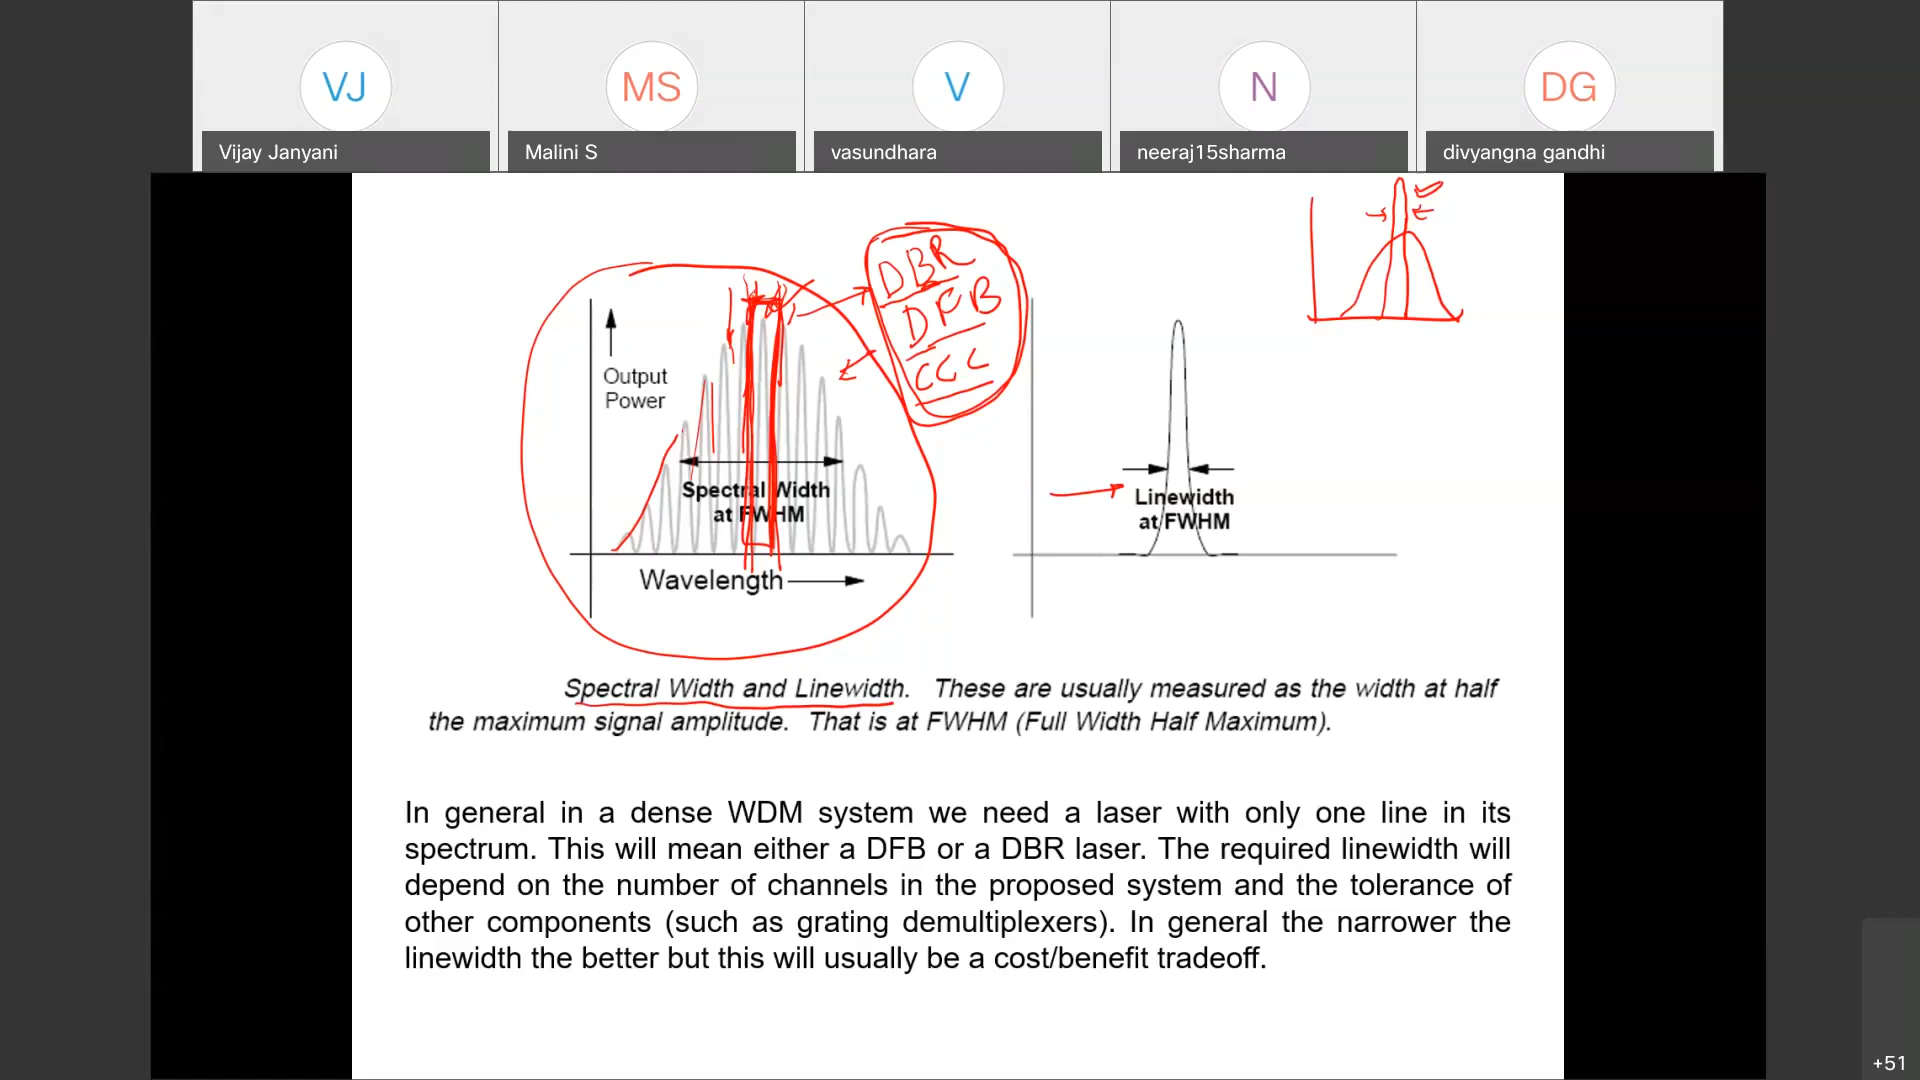 VJ
MS
V
N
DG
Vijay Janyani
Malini S
vasundhara
neeraj15sharma
divyangna gandhi
DBR
DFB
CCC
Output
Power
Spectral Width
at FWHM
Wavelength
Linewidth
at FWHM
Spectral Width and Linewidth. These are usually measured as the width at half
the maximum signal amplitude. That is at FWHM (Full Width Half Maximum).
In general in a dense WDM system we need a laser with only one line in its
spectrum. This will mean either a DFB or a DBR laser. The required linewidth will
depend on the number of channels in the proposed system and the tolerance of
other components (such as grating demultiplexers). In general the narrower the
linewidth the better but this will usually be a cost/benefit tradeoff.
+51